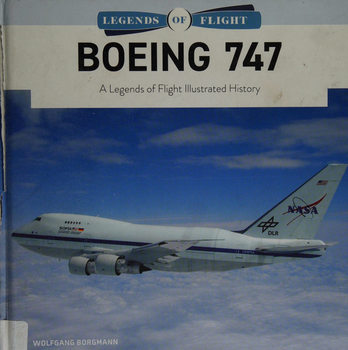 LEGENDS OF FLIGHT
BOEING 747
A Legends of Flight Illustrated History
NASA
DLR
SOFIA
WOLFGANG BORGMANN